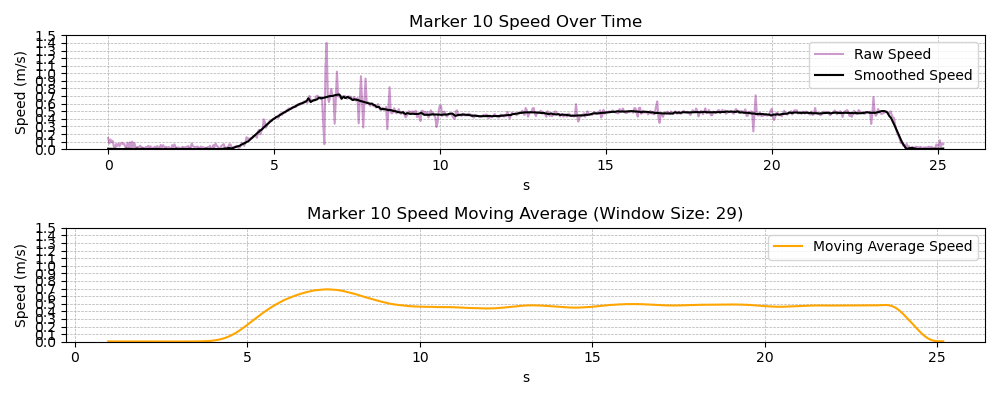 Marker 10 Speed Over Time
Speed (m/s)
1.5
1.4
1.3
1.2
1.1
1.0
0.9
0.8
0.7
0.6
0.5
0.4
0.3
0.2
0.1
0.0
Raw Speed
Smoothed Speed
0 5 10 15 20 25
s
Marker 10 Speed Moving Average (Window Size: 29)
Speed (m/s)
1.5
1.4
1.3
1.2
1.1
1.0
0.9
0.8
0.7
0.6
0.5
0.4
0.3
0.2
0.1
0.0
Moving Average Speed
0 5 10 15 20 25
s